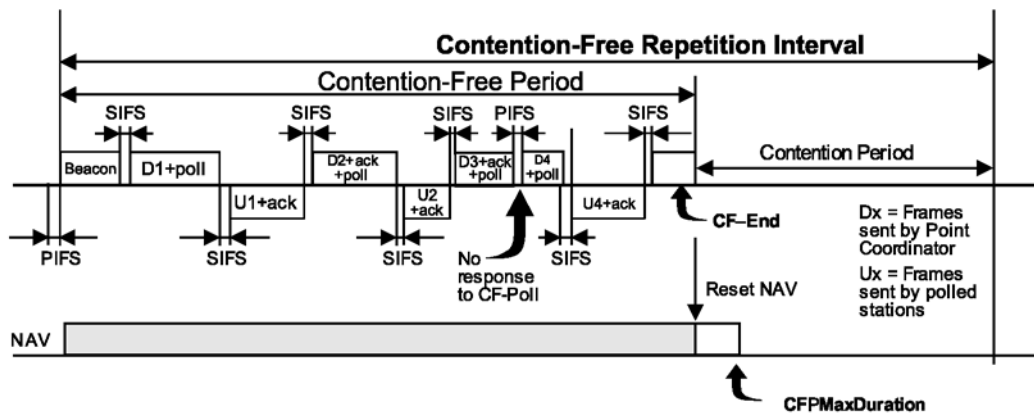 Contention-Free Repetition Interval
Contention-Free Period
SIFS
SIFS
SIFS
PIFS
SIFS
Beacon
D1+poll
D2+ack
+poll
D3+ack
+poll
D4
+poll
Contention Period
U1+ack
U2
+ack
U4+ack
CF–End
PIFS
SIFS
SIFS
SIFS
No
response
to CF-Poll
Dx = Frames
sent by Point
Coordinator
Ux = Frames
sent by polled
stations
Reset NAV
NAV
CFPMaxDuration